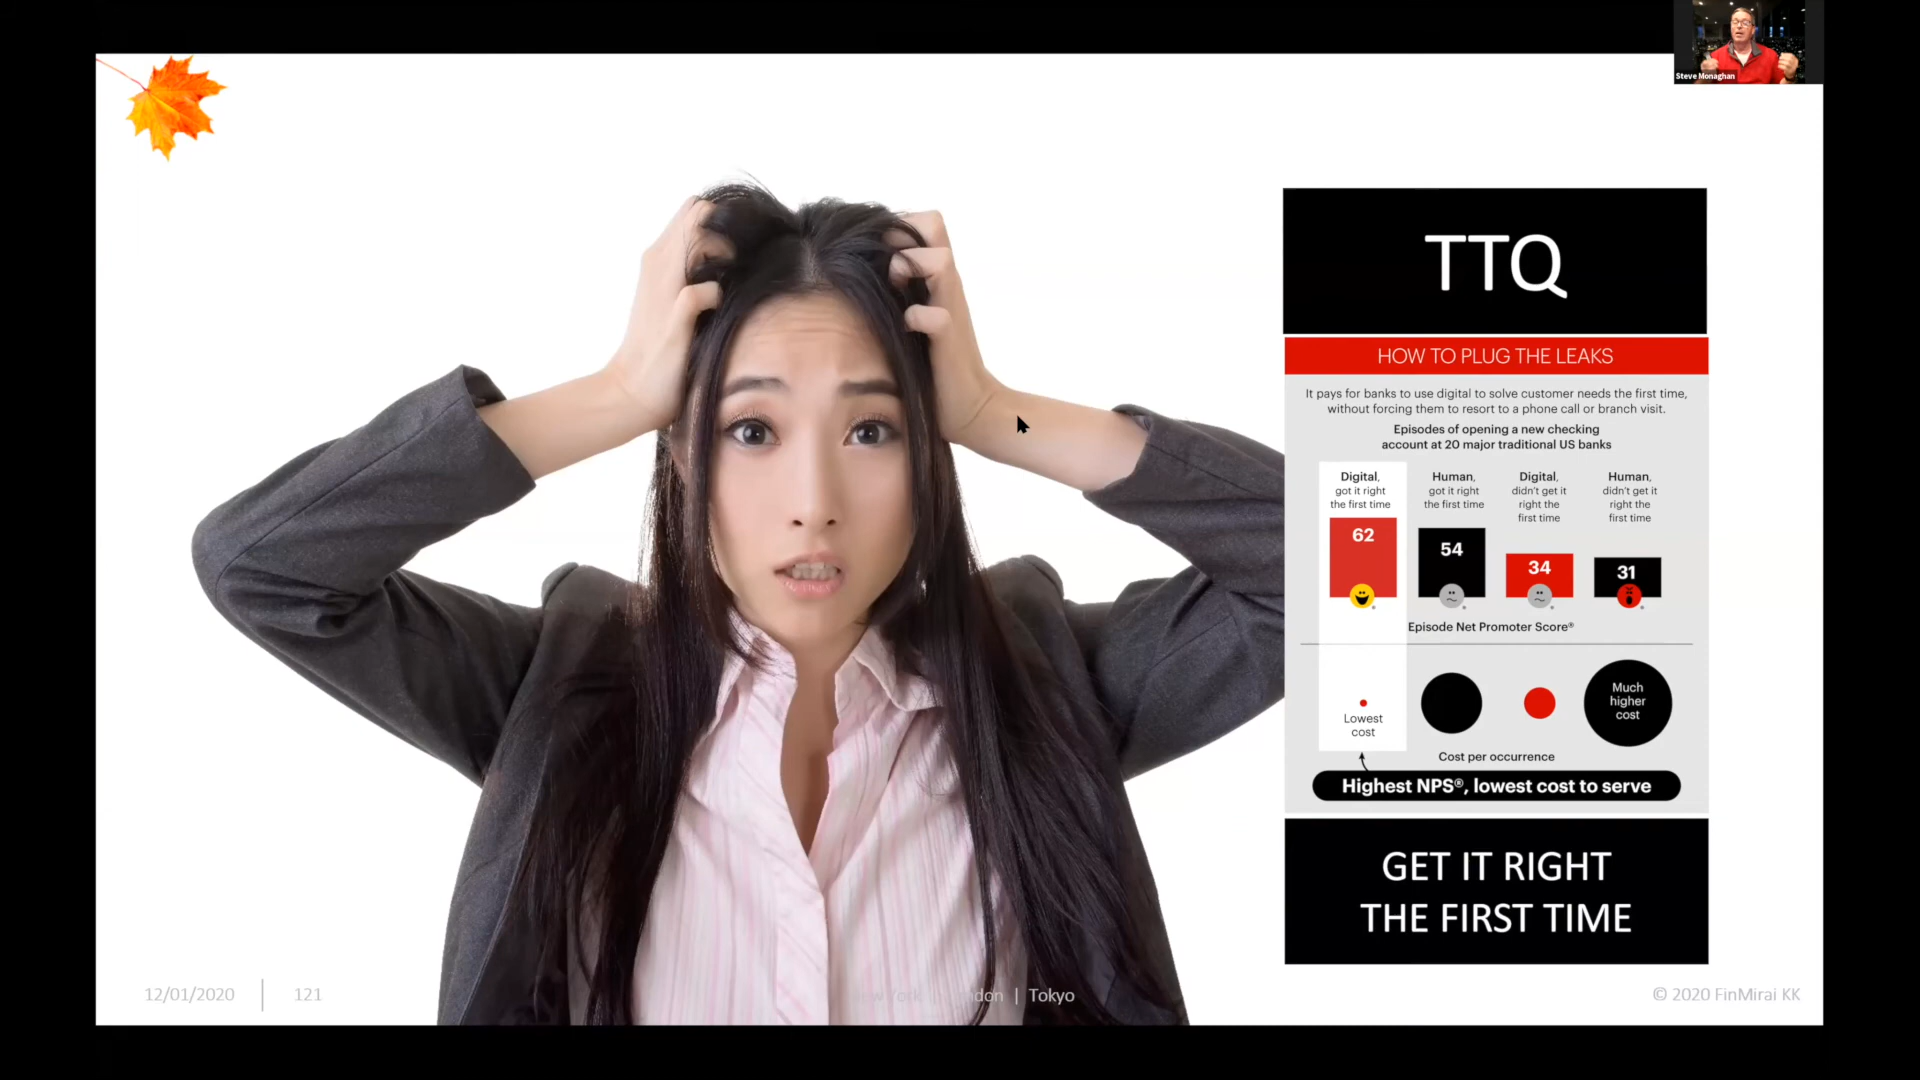 Steve Monaghan
TTQ
HOW TO PLUG THE LEAKS
It pays for banks to use digital to solve customer needs the first time,
without forcing them to resort to a phone call or branch visit.
Episodes of opening a new checking
account at 20 major traditional US banks
Digital,
got it right
the first time
Human,
got it right
the first time
Digital,
didn't get it
right the
first time
Human,
didn't get it
right the
first time
62
54
34
31
Episode Net Promoter Score®
Lowest
cost
Much
higher
cost
Cost per occurrence
Highest NPS®, lowest cost to serve
GET IT RIGHT
THE FIRST TIME
12/01/2020 | 121
York | London | Tokyo
© 2020 FinMirai KK